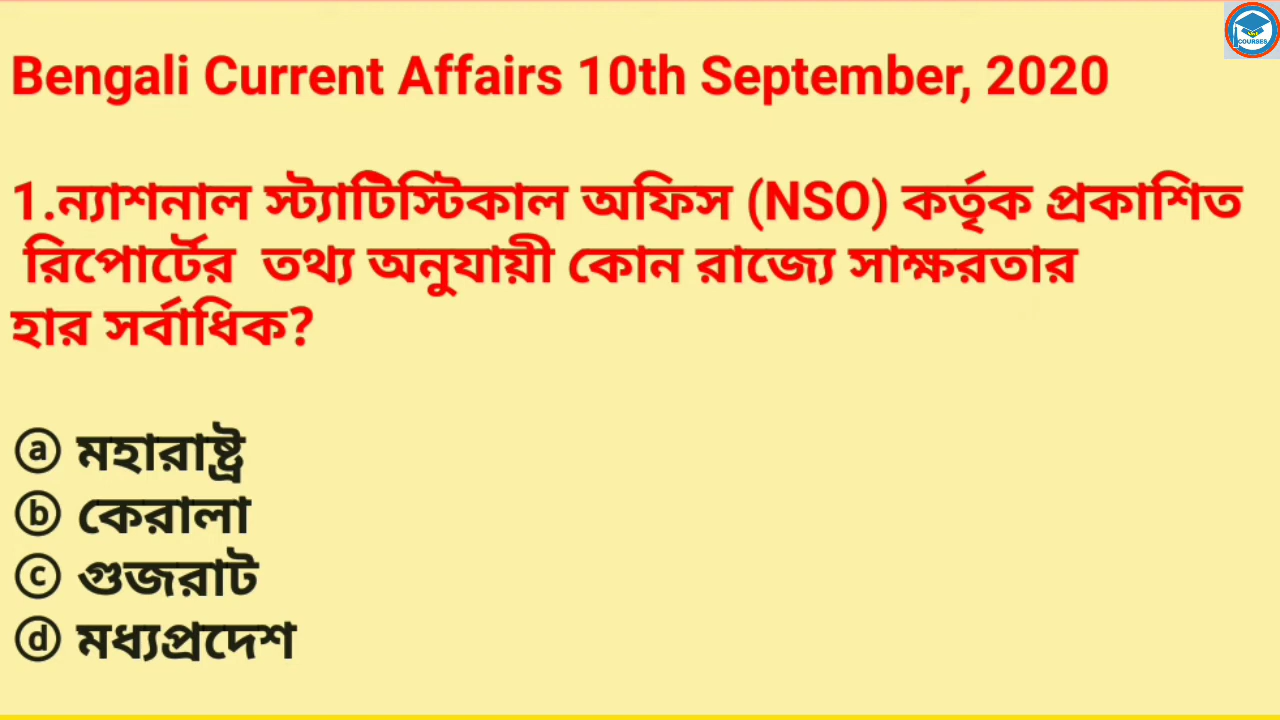 COURSES
Bengali Current Affairs 10th September, 2020
1.ন্যাশনাল স্ট্যাটিস্টিকাল অফিস (NSO) কর্তৃক প্রকাশিত
রিপোর্টের তথ্য অনুযায়ী কোন রাজ্যে সাক্ষরতার
হার সর্বাধিক?
ⓐ মহারাষ্ট্র
ⓑ কেরালা
ⓒ গুজরাট
ⓓ মধ্যপ্রদেশ